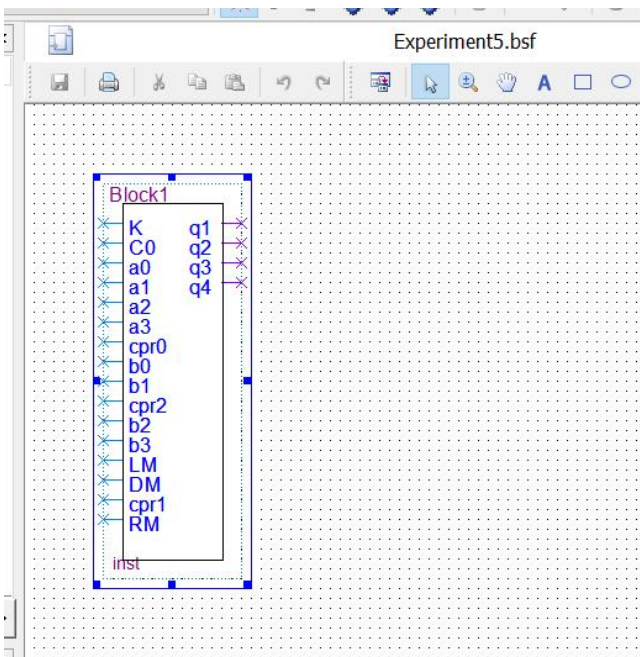 Experiment5.bsf
A
Block1
K q1
C0 q2
a0 q3
a1 q4
a2
a3
cpr0
b0
b1
cpr2
b2
b3
LM
DM
cpr1
RM
inst